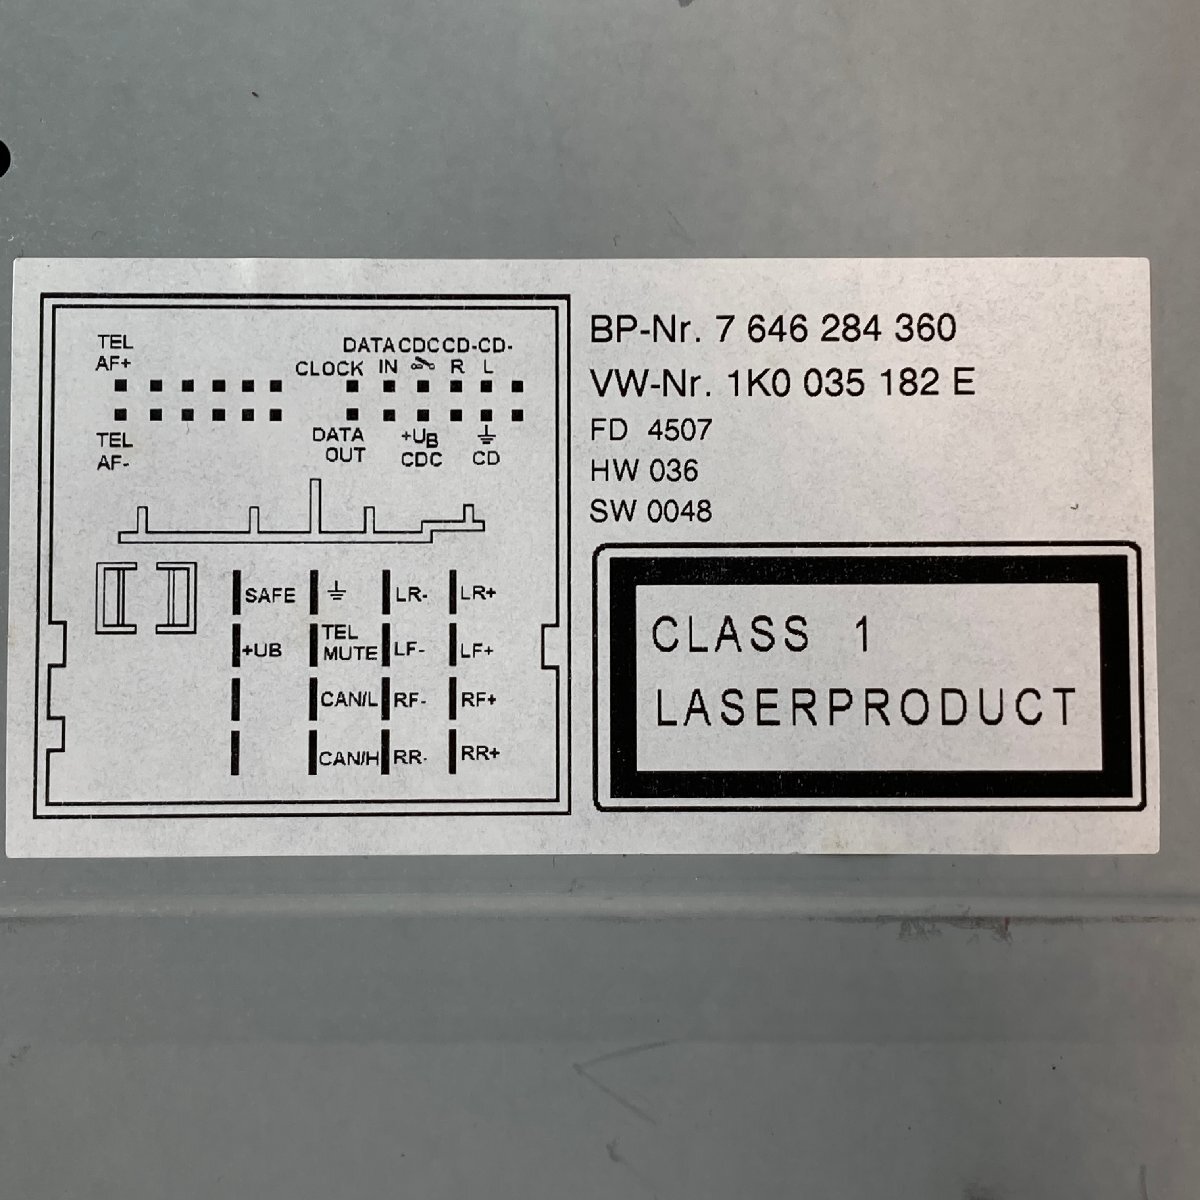 TEL
AF+
DATA CDC CD- CD-
CLOCK IN R L
TEL
AF-
DATA
OUT
+UB
CDC
CD
SAFE LR- LR+
+UB TEL MUTE LF- LF+
CAN/L RF- RF+
CAN/H RR- RR+
BP-Nr. 7 646 284 360
VW-Nr. 1K0 035 182 E
FD 4507
HW 036
SW 0048
CLASS 1
LASERPRODUCT